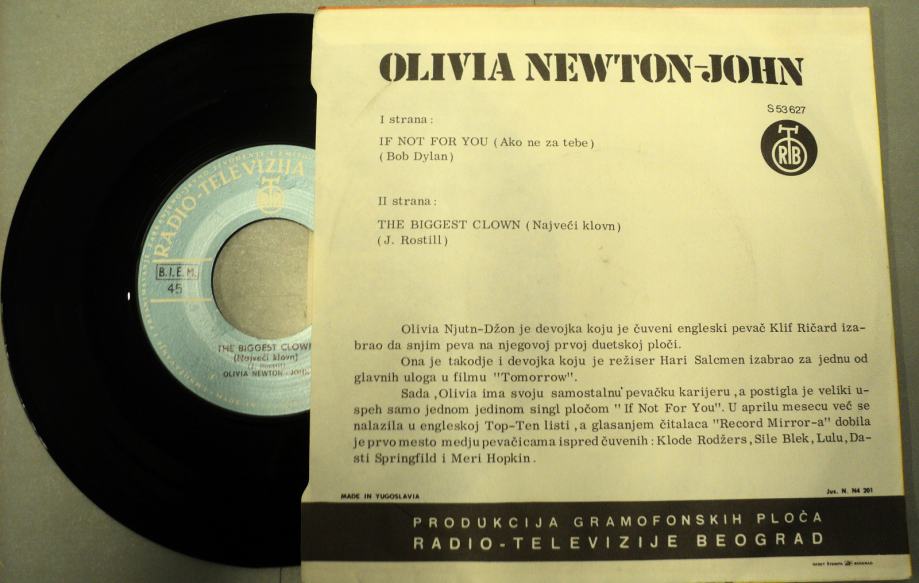 RADIO-TELEVIZIJA
B.I.E.M.
45
THE BIGGEST CLOWN
(Najveći klovn)
(J. Rostill)
OLIVIA NEWTON-JOHN
OLIVIA NEWTON-JOHN
S 53 627
RTB
I strana :
IF NOT FOR YOU ( Ako ne za tebe )
( Bob Dylan )
II strana :
THE BIGGEST CLOWN ( Najveći klovn )
( J. Rostill )
Olivia Njutn-Džon je devojka koju je čuveni engleski pevač Klif Ričard iza-
brao da snjim peva na njegovoj prvoj duetskoj ploči.
Ona je takodje i devojka koju je režiser Hari Salcmen izabrao za jednu od
glavnih uloga u filmu "Tomorrow".
Sada , Olivia ima svoju samostalnu pevačku karijeru , a postigla je veliki u-
speh samo jednom jedinom singl pločom " If Not For You". U aprilu mesecu već se
nalazila u engleskoj Top-Ten listi , a glasanjem čitalaca "Record Mirror-a" dobila
je prvo mesto medju pevačicama ispred čuvenih : Klode Rodžers, Sile Blek, Lulu, Da-
sti Springfild i Meri Hopkin .
MADE IN YUGOSLAVIA
Jus. N. N4 201
PRODUKCIJA GRAMOFONSKIH PLOČA
RADIO-TELEVIZIJE BEOGRAD